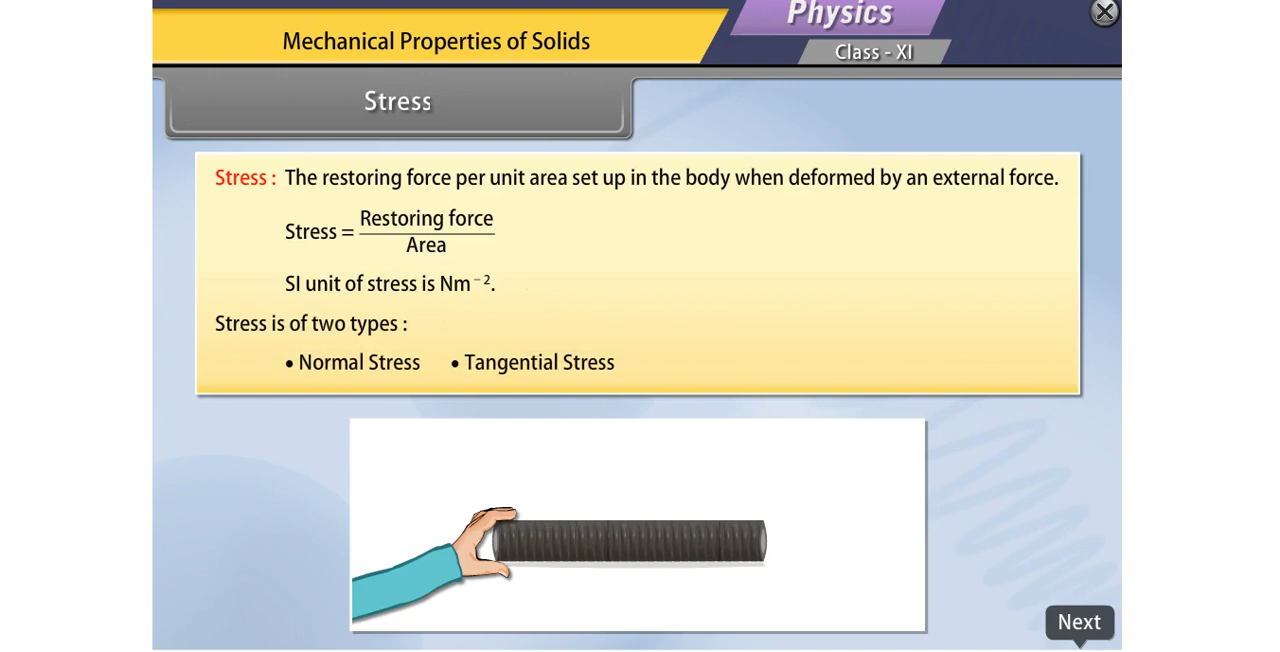 Physics
Mechanical Properties of Solids
Class - XI
Stress
Stress : The restoring force per unit area set up in the body when deformed by an external force.
Restoring force
Stress =
Area
SI unit of stress is Nm⁻².
Stress is of two types :
• Normal Stress • Tangential Stress
Next